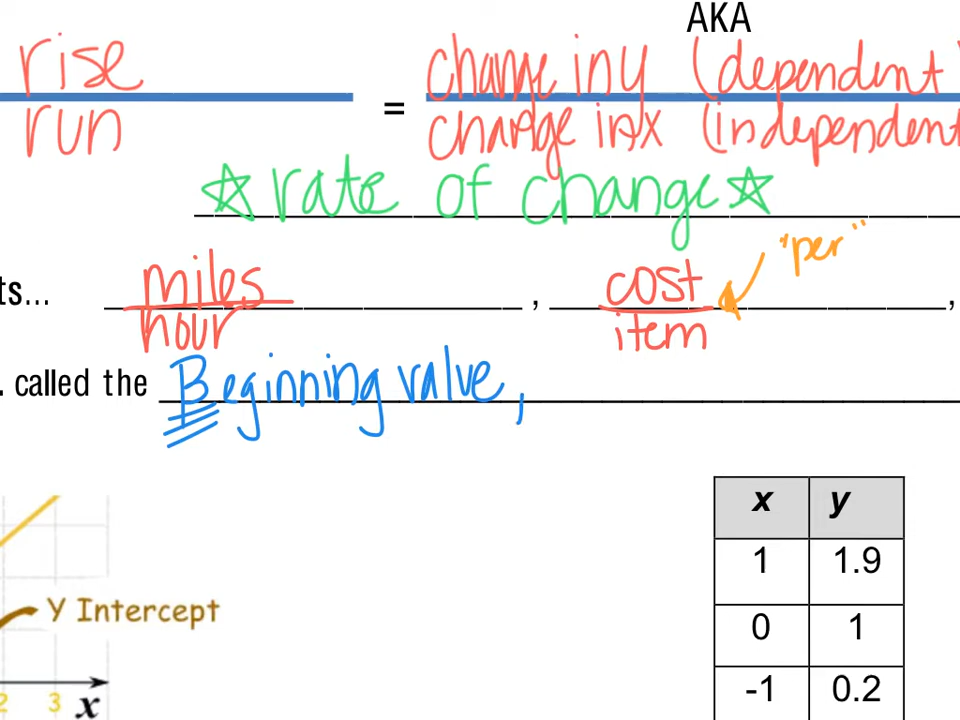 AKA
rise = change in y (dependent)
run change in x (independent
☆ rate of change ☆
"per"
ts... miles , cost ,
hour item
. called the Beginning value,
x y
1 1.9
Y Intercept 0 1
2 3 x -1 0.2